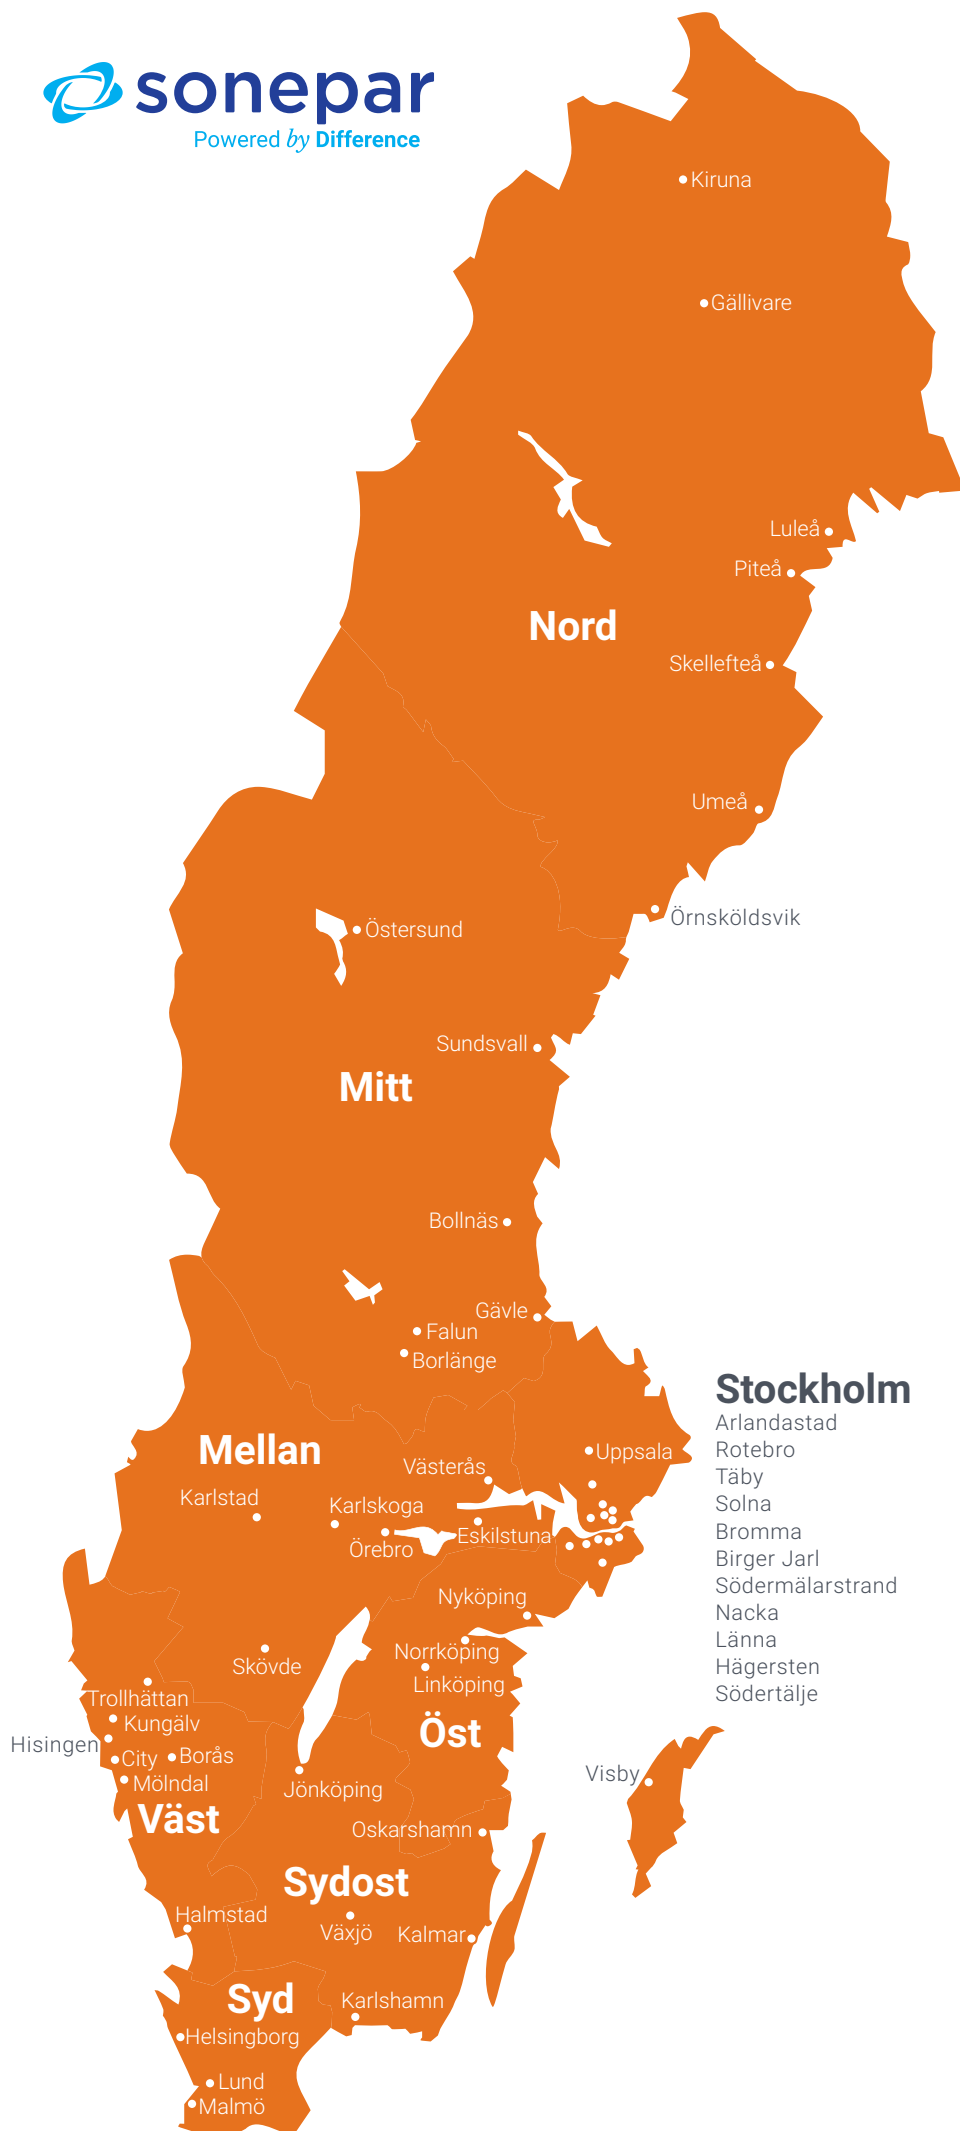 sonepar
Powered by Difference
Kiruna
Gällivare
Luleå
Piteå
Nord
Skellefteå
Umeå
Örnsköldsvik
Östersund
Sundsvall
Mitt
Bollnäs
Gävle
Falun
Borlänge
Stockholm
Arlandastad
Rotebro
Täby
Solna
Bromma
Birger Jarl
Södermälarstrand
Nacka
Länna
Hägersten
Södertälje
Mellan
Uppsala
Västerås
Karlstad
Karlskoga
Örebro
Eskilstuna
Nyköping
Norrköping
Skövde
Linköping
Trollhättan
Kungälv
Öst
Hisingen
City
Borås
Visby
Mölndal
Jönköping
Väst
Oskarshamn
Sydost
Halmstad
Växjö
Kalmar
Syd
Karlshamn
Helsingborg
Lund
Malmö